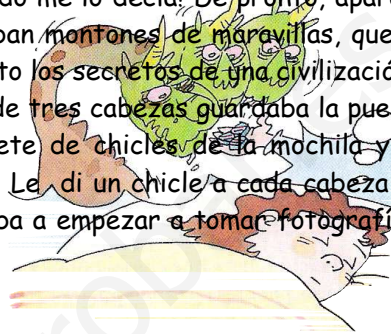 do me lo decía! De pronto, apar
ban montones de maravillas, que
to los secretos de una civilizació
de tres cabezas guardaba la pue
ete de chicles de la mochila y
Le di un chicle a cada cabeza
ba a empezar a tomar fotografí